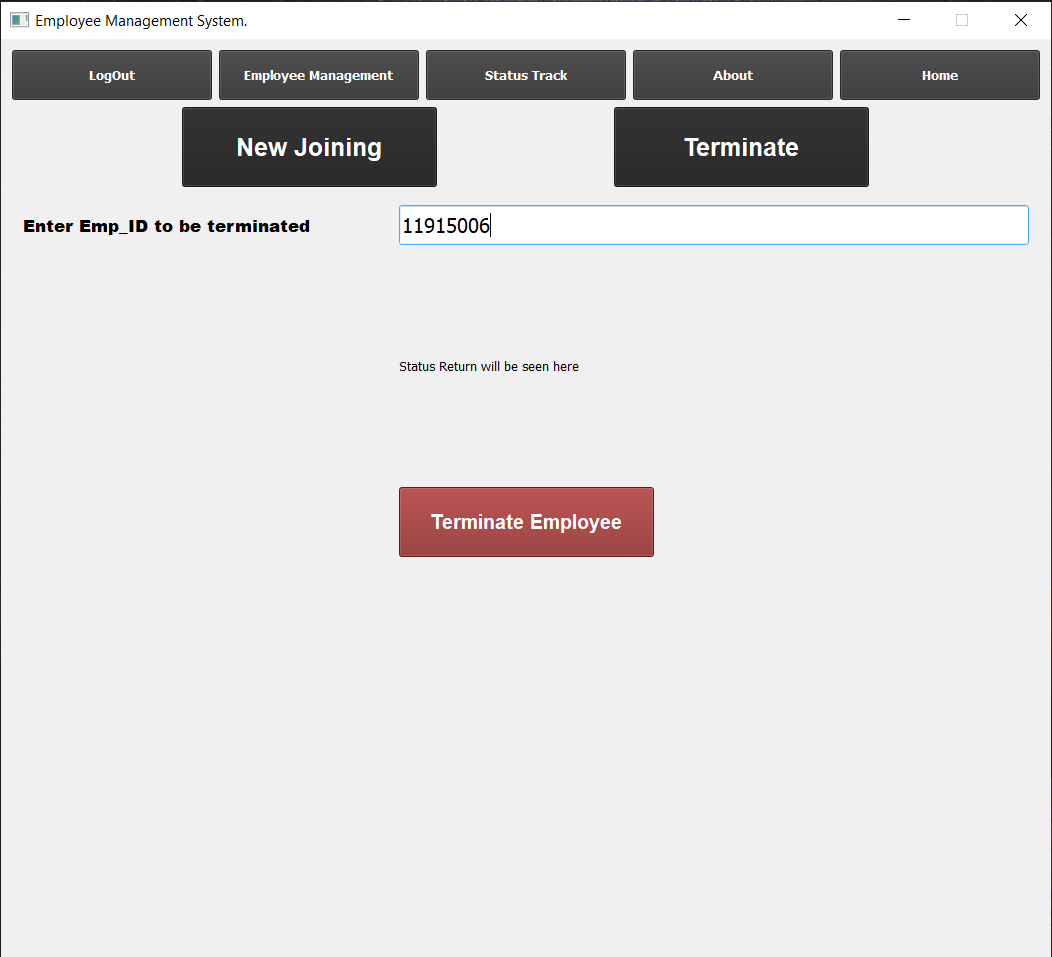 Employee Management System.
LogOut Employee Management Status Track About Home
New Joining Terminate
Enter Emp_ID to be terminated 11915006
Status Return will be seen here
Terminate Employee